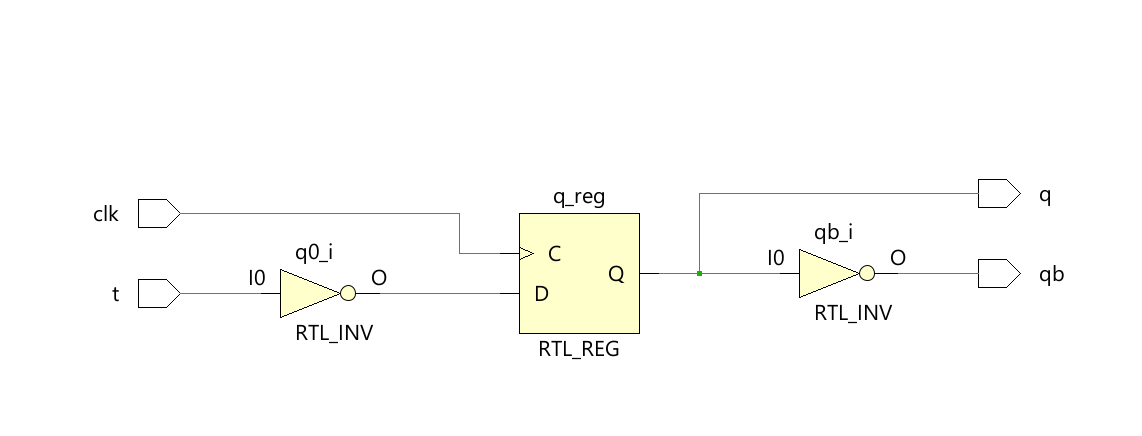 q_reg
clk
q
qb_i
q0_i
C
I0
O
I0
O
Q
qb
t
D
RTL_INV
RTL_INV
RTL_REG